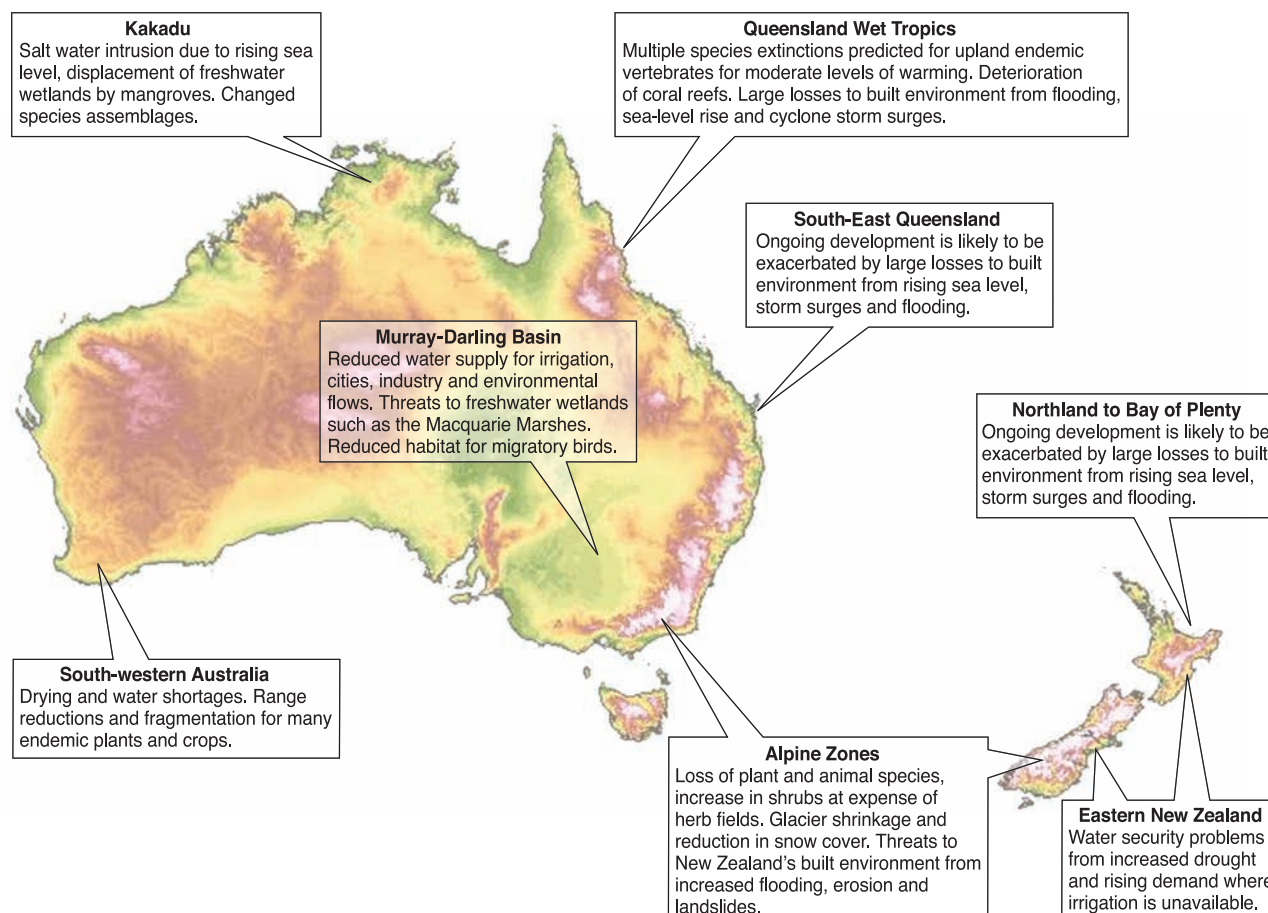 Kakadu
Salt water intrusion due to rising sea
level, displacement of freshwater
wetlands by mangroves. Changed
species assemblages.
Queensland Wet Tropics
Multiple species extinctions predicted for upland endemic
vertebrates for moderate levels of warming. Deterioration
of coral reefs. Large losses to built environment from flooding,
sea-level rise and cyclone storm surges.
South-East Queensland
Ongoing development is likely to be
exacerbated by large losses to built
environment from rising sea level,
storm surges and flooding.
Murray-Darling Basin
Reduced water supply for irrigation,
cities, industry and environmental
flows. Threats to freshwater wetlands
such as the Macquarie Marshes.
Reduced habitat for migratory birds.
Northland to Bay of Plenty
Ongoing development is likely to be
exacerbated by large losses to built
environment from rising sea level,
storm surges and flooding.
South-western Australia
Drying and water shortages. Range
reductions and fragmentation for many
endemic plants and crops.
Alpine Zones
Loss of plant and animal species,
increase in shrubs at expense of
herb fields. Glacier shrinkage and
reduction in snow cover. Threats to
New Zealand's built environment from
increased flooding, erosion and
landslides.
Eastern New Zealand
Water security problems
from increased drought
and rising demand where
irrigation is unavailable.